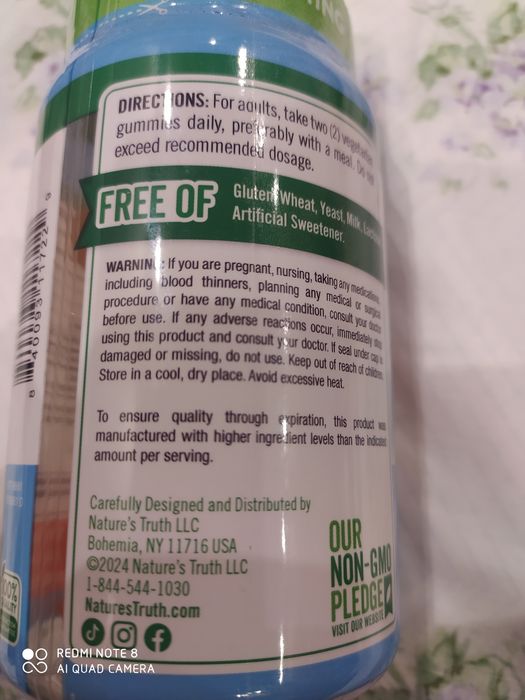 DIRECTIONS: For adults, take two (2) vegetarian
gummies daily, preferably with a meal. Do not
exceed recommended dosage.
FREE OF
Gluten, Wheat, Yeast, Milk, Lactose,
Artificial Sweetener.
WARNING: If you are pregnant, nursing, taking any medications,
including blood thinners, planning any medical or surgical
procedure or have any medical condition, consult your doctor
before use. If any adverse reactions occur, immediately stop
using this product and consult your doctor. If seal under cap is
damaged or missing, do not use. Keep out of reach of children.
Store in a cool, dry place. Avoid excessive heat.
To ensure quality through expiration, this product was
manufactured with higher ingredient levels than the indicated
amount per serving.
Carefully Designed and Distributed by
Nature's Truth LLC
Bohemia, NY 11716 USA
©2024 Nature's Truth LLC
1-844-544-1030
NaturesTruth.com
OUR
NON-GMO
PLEDGE
VISIT OUR WEBSITE
8 40093 11722 9
100%
REDMI NOTE 8
AI QUAD CAMERA